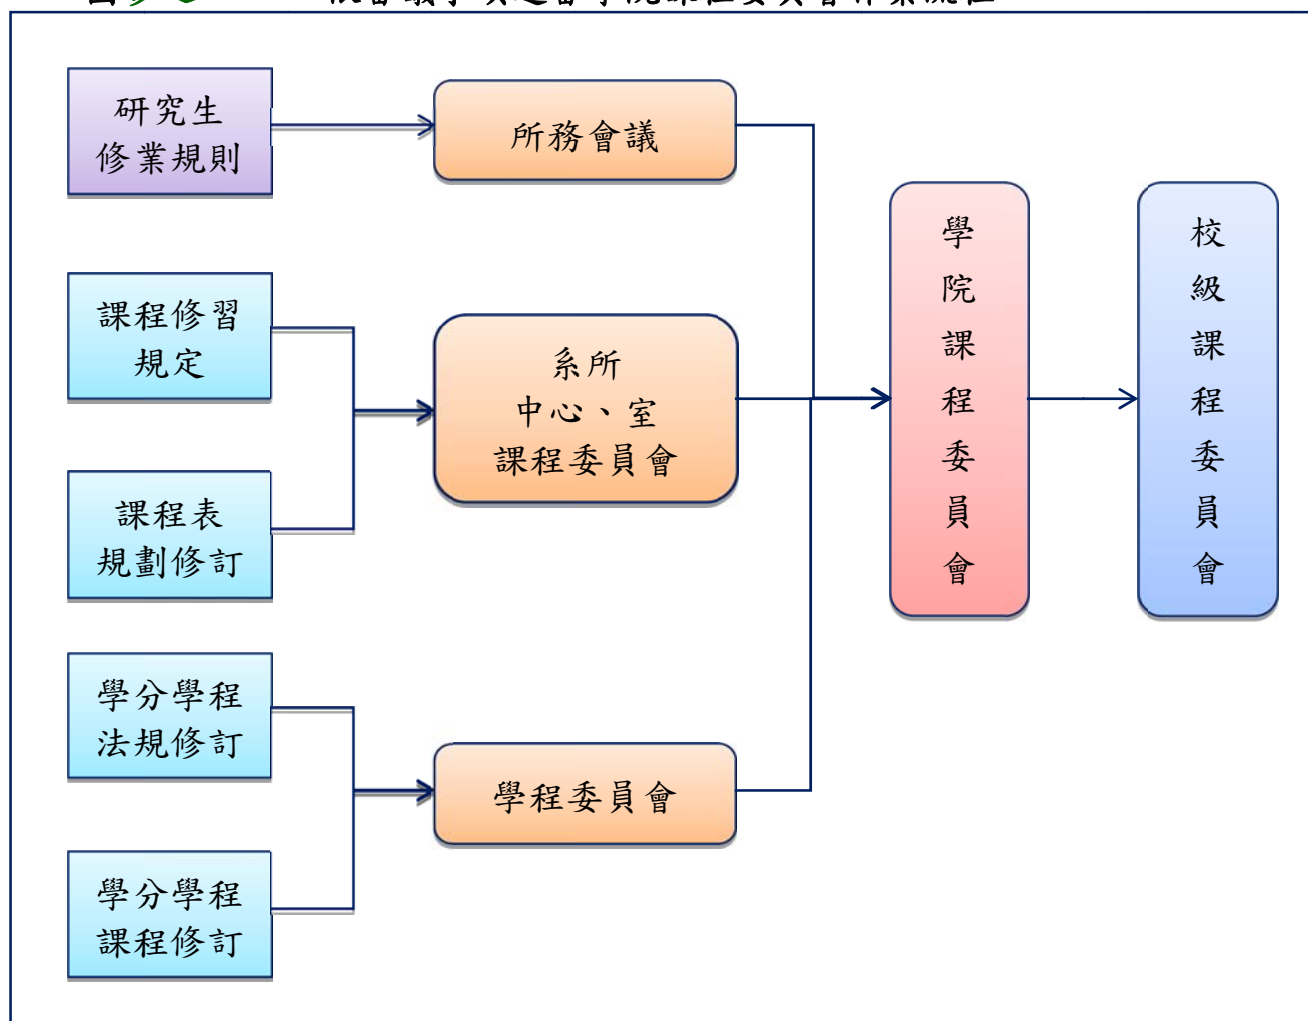 研究生
修業規則
所務會議
課程修習
規定
系所
中心、室
課程委員會
課程表
規劃修訂
學分學程
法規修訂
學程委員會
學分學程
課程修訂
學院課程委員會
校級課程委員會